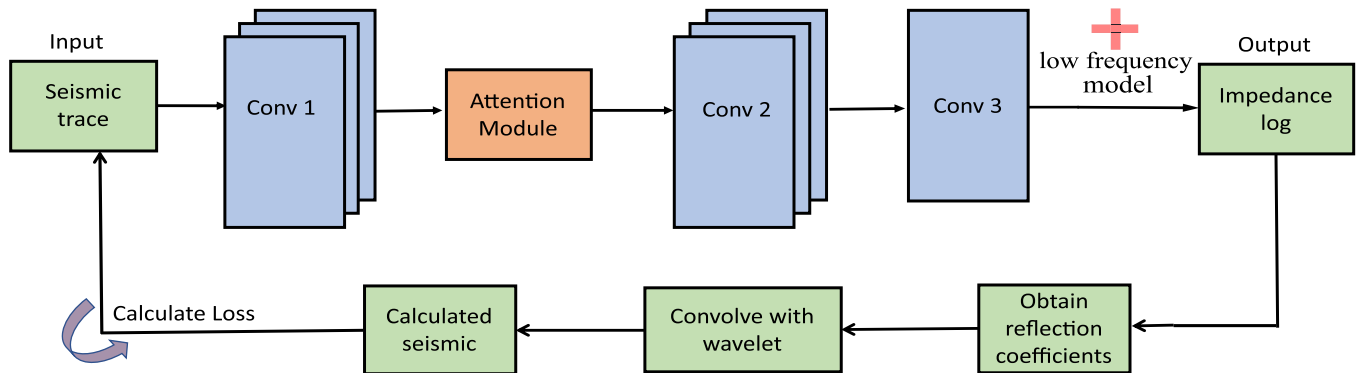 Input
Seismic
trace
Conv 1
Attention
Module
Conv 2
Conv 3
low frequency
model
Output
Impedance
log
Calculate Loss
Calculated
seismic
Convolve with
wavelet
Obtain
reflection
coefficients